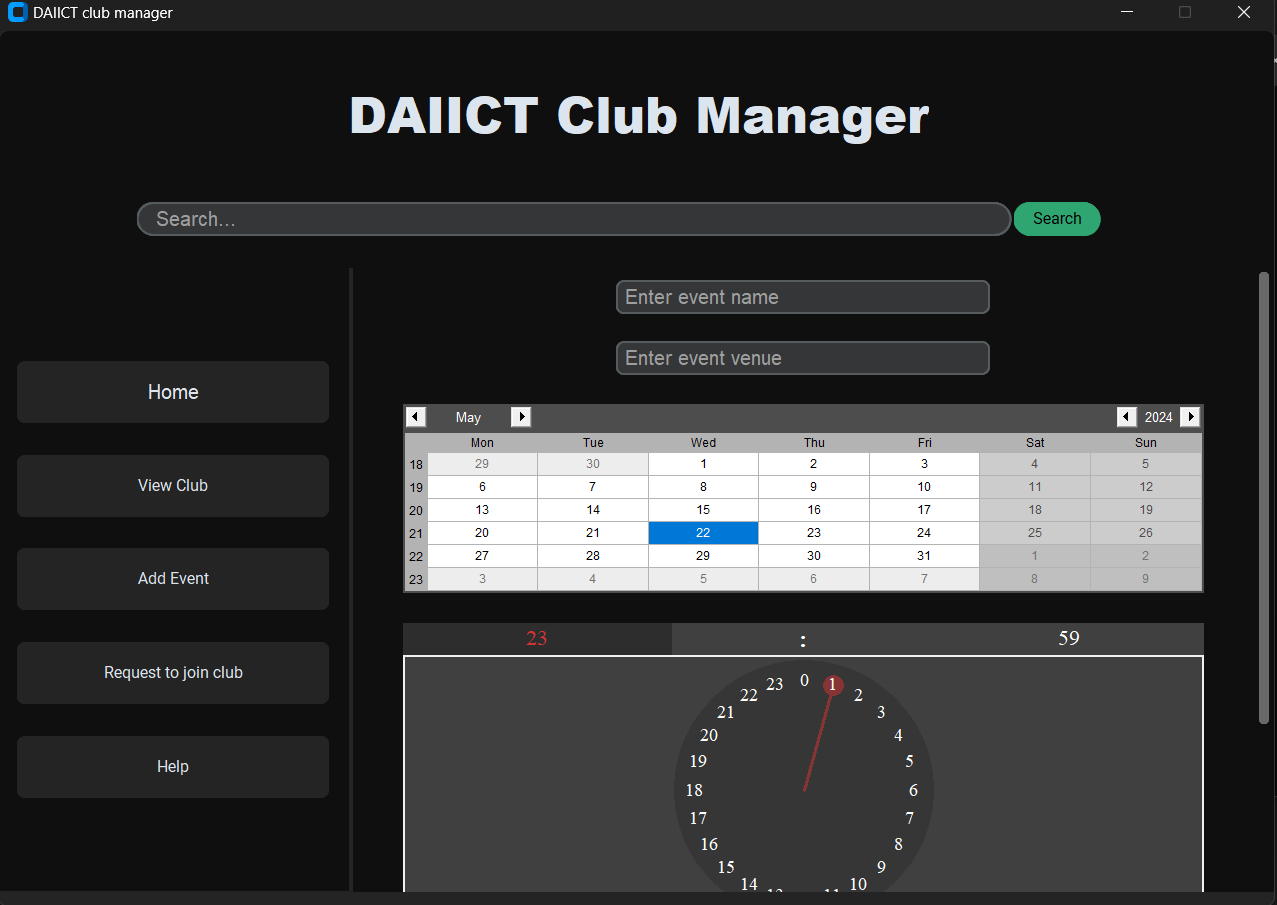 DAIICT club manager
DAIICT Club Manager
Search...
Search
Enter event name
Enter event venue
Home
View Club
Add Event
Request to join club
Help
May 2024
Mon Tue Wed Thu Fri Sat Sun
18 29 30 1 2 3 4 5
19 6 7 8 9 10 11 12
20 13 14 15 16 17 18 19
21 20 21 22 23 24 25 26
22 27 28 29 30 31 1 2
23 3 4 5 6 7 8 9
23 : 59
0
23 1
22 2
21 3
20 4
19 5
18 6
17 7
16 8
15 9
14 10